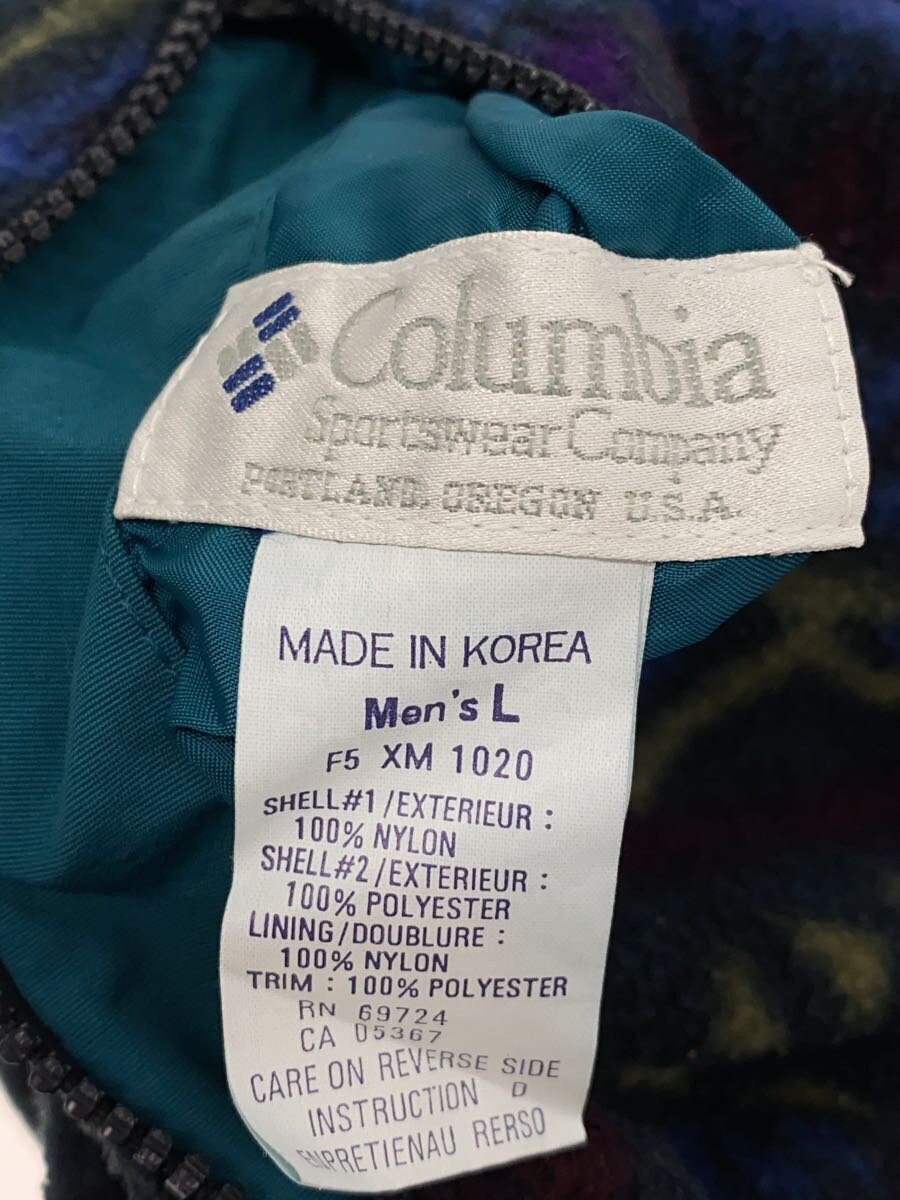 Columbia
Sportswear Company
PORTLAND, OREGON U.S.A.
MADE IN KOREA
Men's L
F5 XM 1020
SHELL#1/EXTERIEUR :
100% NYLON
SHELL#2/EXTERIEUR :
100% POLYESTER
LINING/DOUBLURE :
100% NYLON
TRIM : 100% POLYESTER
RN 69724
CA 05367
CARE ON REVERSE SIDE
INSTRUCTION D
ENPRETIENAU RERSO